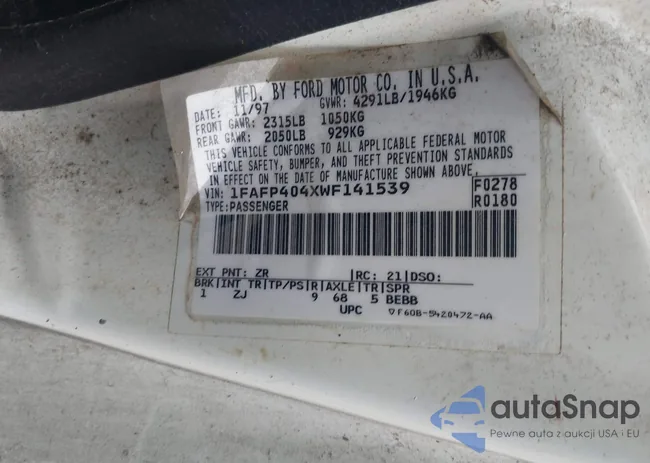 MFD. BY FORD MOTOR CO. IN U.S.A.
DATE: 11/97 GVWR: 4291LB/1946KG
FRONT GAWR: 2315LB 1050KG
REAR GAWR: 2050LB 929KG
THIS VEHICLE CONFORMS TO ALL APPLICABLE FEDERAL MOTOR
VEHICLE SAFETY, BUMPER, AND THEFT PREVENTION STANDARDS
IN EFFECT ON THE DATE OF MANUFACTURE SHOWN ABOVE.
VIN: 1FAFP404XWF141539 F0278
TYPE: PASSENGER R0180
EXT PNT: ZR |RC: 21|DSO:
BRK|INT TR|TP/PS|R|AXLE|TR|SPR
1 ZJ 9 68 5 BEBB
UPC ▽F60B-5420472-AA
autaSnap
Pewne auta z aukcji USA i EU